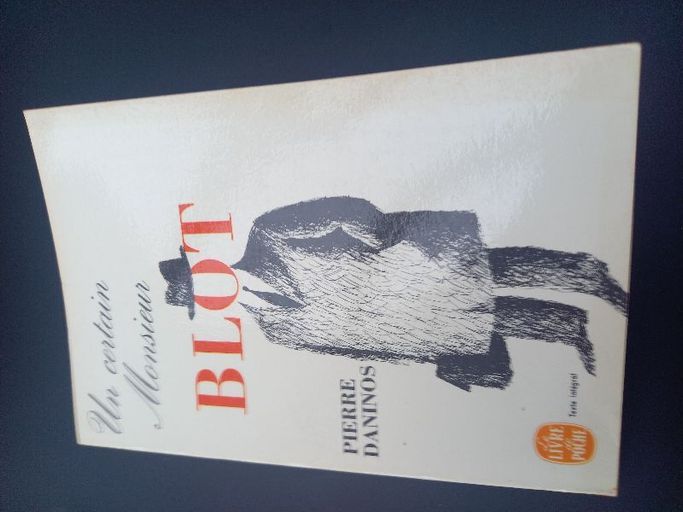 Un certain
Monsieur
BLOT
PIERRE
DANINOS
Texte intégral
Le
LIVRE
de
POCHE